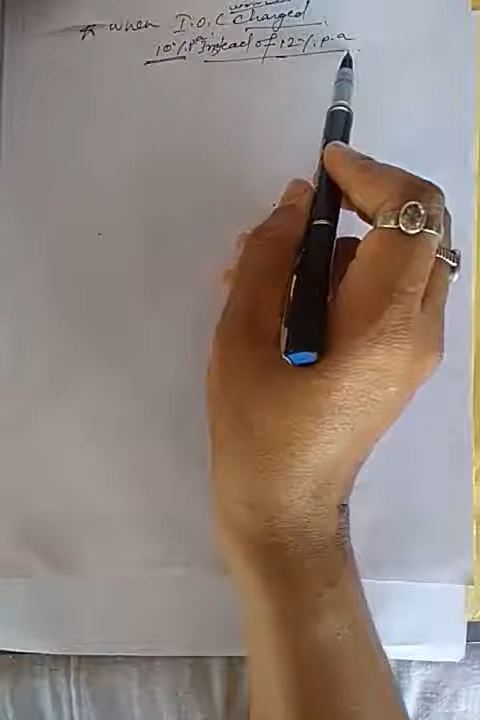 * When I.O.C Charged
10% P.a instead of 12%. p.a